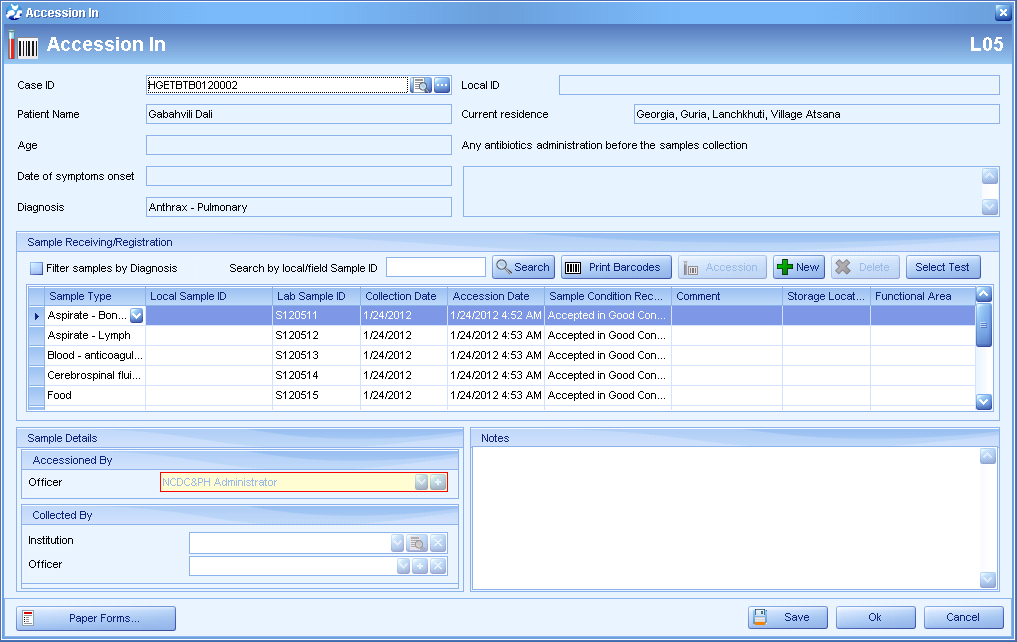 Accession In
Accession In L05
Case ID HGETBTB0120002 Local ID
Patient Name Gabahvili Dali Current residence Georgia, Guria, Lanchkhuti, Village Atsana
Age Any antibiotics administration before the samples collection
Date of symptoms onset
Diagnosis Anthrax - Pulmonary
Sample Receiving/Registration
Filter samples by Diagnosis Search by local/field Sample ID Search Print Barcodes Accession New Delete Select Test
Sample Type Local Sample ID Lab Sample ID Collection Date Accession Date Sample Condition Rec... Comment Storage Locat... Functional Area
Aspirate - Bon... S120511 1/24/2012 1/24/2012 4:52 AM Accepted in Good Con...
Aspirate - Lymph S120512 1/24/2012 1/24/2012 4:53 AM Accepted in Good Con...
Blood - anticoagul... S120513 1/24/2012 1/24/2012 4:53 AM Accepted in Good Con...
Cerebrospinal flui... S120514 1/24/2012 1/24/2012 4:53 AM Accepted in Good Con...
Food S120515 1/24/2012 1/24/2012 4:53 AM Accepted in Good Con...
Sample Details Notes
Accessioned By
Officer NCDC&PH Administrator
Collected By
Institution
Officer
Paper Forms... Save Ok Cancel